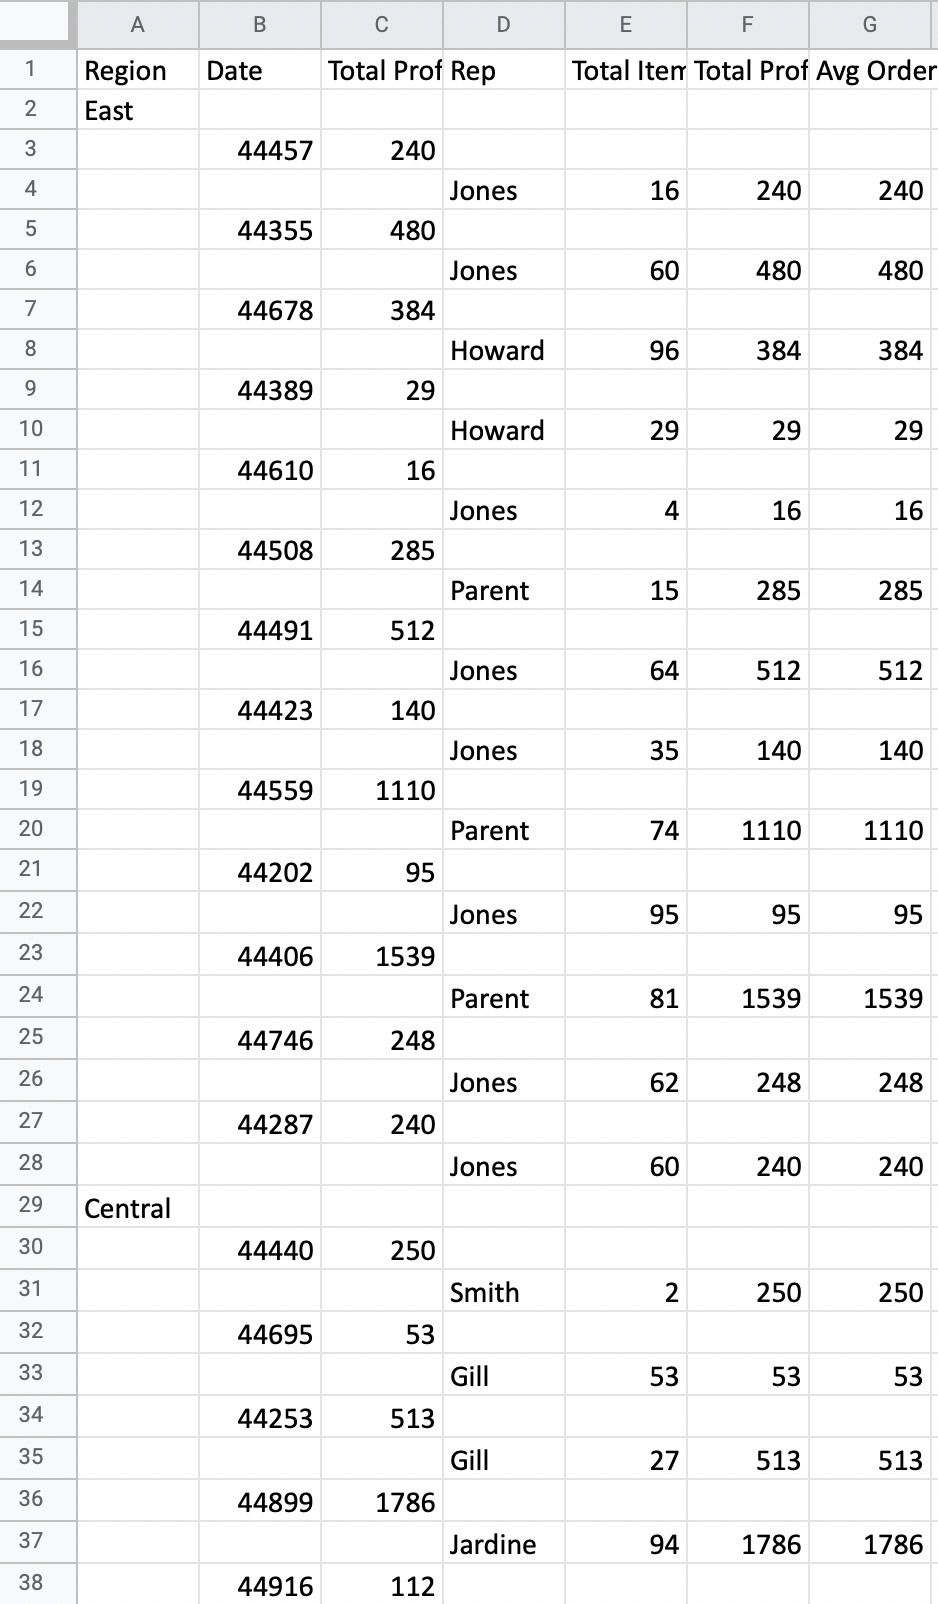 A B C D E F G
1 Region Date Total Prof Rep Total Item Total Prof Avg Order
2 East
3 44457 240
4 Jones 16 240 240
5 44355 480
6 Jones 60 480 480
7 44678 384
8 Howard 96 384 384
9 44389 29
10 Howard 29 29 29
11 44610 16
12 Jones 4 16 16
13 44508 285
14 Parent 15 285 285
15 44491 512
16 Jones 64 512 512
17 44423 140
18 Jones 35 140 140
19 44559 1110
20 Parent 74 1110 1110
21 44202 95
22 Jones 95 95 95
23 44406 1539
24 Parent 81 1539 1539
25 44746 248
26 Jones 62 248 248
27 44287 240
28 Jones 60 240 240
29 Central
30 44440 250
31 Smith 2 250 250
32 44695 53
33 Gill 53 53 53
34 44253 513
35 Gill 27 513 513
36 44899 1786
37 Jardine 94 1786 1786
38 44916 112